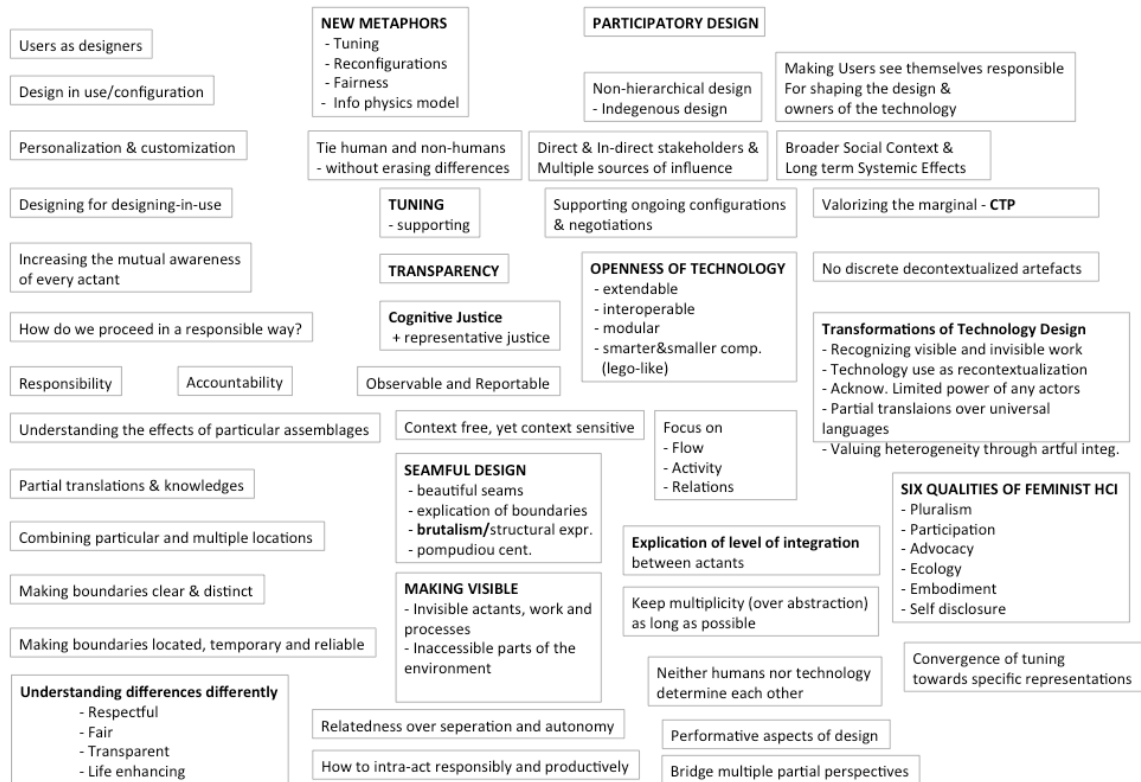 Users as designers
Design in use/configuration
Personalization & customization
Designing for designing-in-use
Increasing the mutual awareness
of every actant
How do we proceed in a responsible way?
Responsibility
Accountability
Observable and Reportable
Understanding the effects of particular assemblages
Partial translations & knowledges
Combining particular and multiple locations
Making boundaries clear & distinct
Making boundaries located, temporary and reliable
Understanding differences differently
- Respectful
- Fair
- Transparent
- Life enhancing
NEW METAPHORS
- Tuning
- Reconfigurations
- Fairness
- Info physics model
Tie human and non-humans
- without erasing differences
TUNING
- supporting
TRANSPARENCY
Cognitive Justice
+ representative justice
Context free, yet context sensitive
SEAMFUL DESIGN
- beautiful seams
- explication of boundaries
- brutalism/structural expr.
- pompudiou cent.
MAKING VISIBLE
- Invisible actants, work and
processes
- Inaccessible parts of the
environment
Relatedness over seperation and autonomy
How to intra-act responsibly and productively
PARTICIPATORY DESIGN
Non-hierarchical design
- Indegenous design
Direct & In-direct stakeholders &
Multiple sources of influence
Supporting ongoing configurations
& negotiations
OPENNESS OF TECHNOLOGY
- extendable
- interoperable
- modular
- smarter&smaller comp.
(lego-like)
Focus on
- Flow
- Activity
- Relations
Explication of level of integration
between actants
Keep multiplicity (over abstraction)
as long as possible
Neither humans nor technology
determine each other
Performative aspects of design
Bridge multiple partial perspectives
Making Users see themselves responsible
For shaping the design &
owners of the technology
Broader Social Context &
Long term Systemic Effects
Valorizing the marginal - CTP
No discrete decontextualized artefacts
Transformations of Technology Design
- Recognizing visible and invisible work
- Technology use as recontextualization
- Acknow. Limited power of any actors
- Partial translaions over universal
languages
- Valuing heterogeneity through artful integ.
SIX QUALITIES OF FEMINIST HCI
- Pluralism
- Participation
- Advocacy
- Ecology
- Embodiment
- Self disclosure
Convergence of tuning
towards specific representations